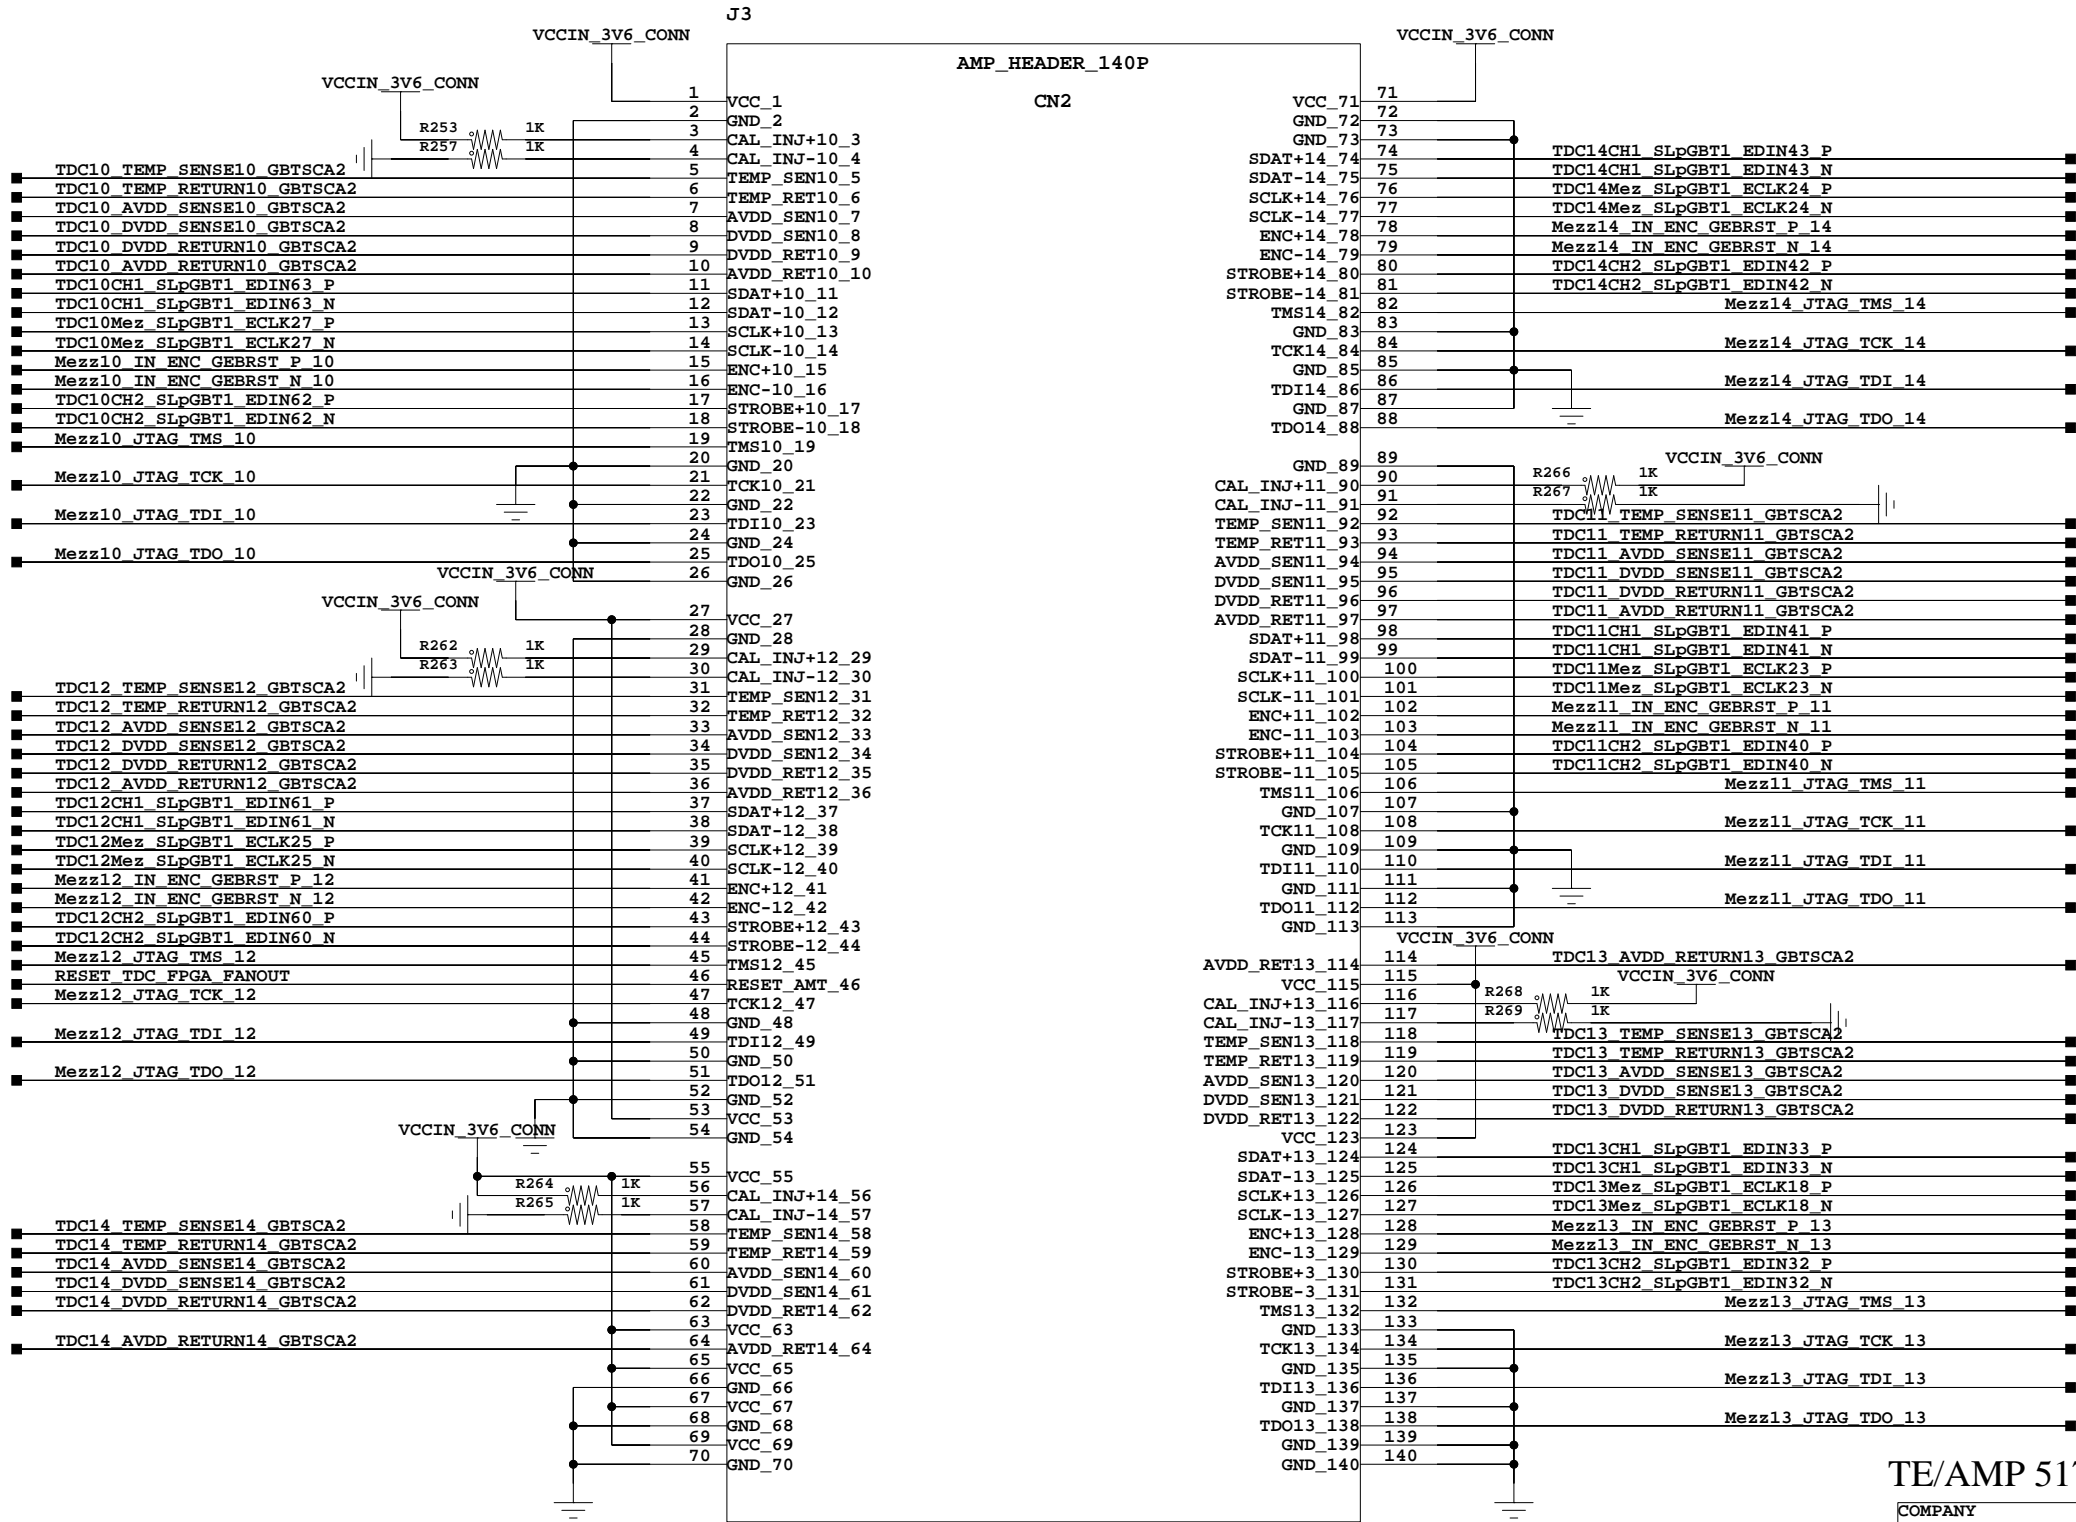 J3
VCCIN_3V6_CONN
VCCIN_3V6_CONN
AMP_HEADER_140P
CN2
VCCIN_3V6_CONN
1 VCC_1
2 GND_2
R253 1K 3 CAL_INJ+10_3
R257 1K 4 CAL_INJ-10_4
TDC10_TEMP_SENSE10_GBTSCA2 5 TEMP_SEN10_5
TDC10_TEMP_RETURN10_GBTSCA2 6 TEMP_RET10_6
TDC10_AVDD_SENSE10_GBTSCA2 7 AVDD_SEN10_7
TDC10_DVDD_SENSE10_GBTSCA2 8 DVDD_SEN10_8
TDC10_DVDD_RETURN10_GBTSCA2 9 DVDD_RET10_9
TDC10_AVDD_RETURN10_GBTSCA2 10 AVDD_RET10_10
TDC10CH1_SLpGBT1_EDIN63_P 11 SDAT+10_11
TDC10CH1_SLpGBT1_EDIN63_N 12 SDAT-10_12
TDC10Mez_SLpGBT1_ECLK27_P 13 SCLK+10_13
TDC10Mez_SLpGBT1_ECLK27_N 14 SCLK-10_14
Mezz10_IN_ENC_GEBRST_P_10 15 ENC+10_15
Mezz10_IN_ENC_GEBRST_N_10 16 ENC-10_16
TDC10CH2_SLpGBT1_EDIN62_P 17 STROBE+10_17
TDC10CH2_SLpGBT1_EDIN62_N 18 STROBE-10_18
Mezz10_JTAG_TMS_10 19 TMS10_19
20 GND_20
Mezz10_JTAG_TCK_10 21 TCK10_21
22 GND_22
Mezz10_JTAG_TDI_10 23 TDI10_23
24 GND_24
Mezz10_JTAG_TDO_10 25 TDO10_25
VCCIN_3V6_CONN 26 GND_26
VCCIN_3V6_CONN
27 VCC_27
28 GND_28
R262 1K 29 CAL_INJ+12_29
R263 1K 30 CAL_INJ-12_30
TDC12_TEMP_SENSE12_GBTSCA2 31 TEMP_SEN12_31
TDC12_TEMP_RETURN12_GBTSCA2 32 TEMP_RET12_32
TDC12_AVDD_SENSE12_GBTSCA2 33 AVDD_SEN12_33
TDC12_DVDD_SENSE12_GBTSCA2 34 DVDD_SEN12_34
TDC12_DVDD_RETURN12_GBTSCA2 35 DVDD_RET12_35
TDC12_AVDD_RETURN12_GBTSCA2 36 AVDD_RET12_36
TDC12CH1_SLpGBT1_EDIN61_P 37 SDAT+12_37
TDC12CH1_SLpGBT1_EDIN61_N 38 SDAT-12_38
TDC12Mez_SLpGBT1_ECLK25_P 39 SCLK+12_39
TDC12Mez_SLpGBT1_ECLK25_N 40 SCLK-12_40
Mezz12_IN_ENC_GEBRST_P_12 41 ENC+12_41
Mezz12_IN_ENC_GEBRST_N_12 42 ENC-12_42
TDC12CH2_SLpGBT1_EDIN60_P 43 STROBE+12_43
TDC12CH2_SLpGBT1_EDIN60_N 44 STROBE-12_44
Mezz12_JTAG_TMS_12 45 TMS12_45
RESET_TDC_FPGA_FANOUT 46 RESET_AMT_46
Mezz12_JTAG_TCK_12 47 TCK12_47
48 GND_48
Mezz12_JTAG_TDI_12 49 TDI12_49
50 GND_50
Mezz12_JTAG_TDO_12 51 TDO12_51
52 GND_52
53 VCC_53
VCCIN_3V6_CONN 54 GND_54
55 VCC_55
R264 1K 56 CAL_INJ+14_56
R265 1K 57 CAL_INJ-14_57
TDC14_TEMP_SENSE14_GBTSCA2 58 TEMP_SEN14_58
TDC14_TEMP_RETURN14_GBTSCA2 59 TEMP_RET14_59
TDC14_AVDD_SENSE14_GBTSCA2 60 AVDD_SEN14_60
TDC14_DVDD_SENSE14_GBTSCA2 61 DVDD_SEN14_61
TDC14_DVDD_RETURN14_GBTSCA2 62 DVDD_RET14_62
63 VCC_63
TDC14_AVDD_RETURN14_GBTSCA2 64 AVDD_RET14_64
65 VCC_65
66 GND_66
67 VCC_67
68 GND_68
69 VCC_69
70 GND_70
VCC_71 71
GND_72 72
GND_73 73
SDAT+14_74 74 TDC14CH1_SLpGBT1_EDIN43_P
SDAT-14_75 75 TDC14CH1_SLpGBT1_EDIN43_N
SCLK+14_76 76 TDC14Mez_SLpGBT1_ECLK24_P
SCLK-14_77 77 TDC14Mez_SLpGBT1_ECLK24_N
ENC+14_78 78 Mezz14_IN_ENC_GEBRST_P_14
ENC-14_79 79 Mezz14_IN_ENC_GEBRST_N_14
STROBE+14_80 80 TDC14CH2_SLpGBT1_EDIN42_P
STROBE-14_81 81 TDC14CH2_SLpGBT1_EDIN42_N
TMS14_82 82 Mezz14_JTAG_TMS_14
GND_83 83
TCK14_84 84 Mezz14_JTAG_TCK_14
GND_85 85
TDI14_86 86 Mezz14_JTAG_TDI_14
GND_87 87
TDO14_88 88 Mezz14_JTAG_TDO_14
GND_89 89 VCCIN_3V6_CONN
CAL_INJ+11_90 90 R266 1K
CAL_INJ-11_91 91 R267 1K
TEMP_SEN11_92 92 TDC11_TEMP_SENSE11_GBTSCA2
TEMP_RET11_93 93 TDC11_TEMP_RETURN11_GBTSCA2
AVDD_SEN11_94 94 TDC11_AVDD_SENSE11_GBTSCA2
DVDD_SEN11_95 95 TDC11_DVDD_SENSE11_GBTSCA2
DVDD_RET11_96 96 TDC11_DVDD_RETURN11_GBTSCA2
AVDD_RET11_97 97 TDC11_AVDD_RETURN11_GBTSCA2
SDAT+11_98 98 TDC11CH1_SLpGBT1_EDIN41_P
SDAT-11_99 99 TDC11CH1_SLpGBT1_EDIN41_N
SCLK+11_100 100 TDC11Mez_SLpGBT1_ECLK23_P
SCLK-11_101 101 TDC11Mez_SLpGBT1_ECLK23_N
ENC+11_102 102 Mezz11_IN_ENC_GEBRST_P_11
ENC-11_103 103 Mezz11_IN_ENC_GEBRST_N_11
STROBE+11_104 104 TDC11CH2_SLpGBT1_EDIN40_P
STROBE-11_105 105 TDC11CH2_SLpGBT1_EDIN40_N
TMS11_106 106 Mezz11_JTAG_TMS_11
GND_107 107
TCK11_108 108 Mezz11_JTAG_TCK_11
GND_109 109
TDI11_110 110 Mezz11_JTAG_TDI_11
GND_111 111
TDO11_112 112 Mezz11_JTAG_TDO_11
GND_113 113
VCCIN_3V6_CONN
AVDD_RET13_114 114 TDC13_AVDD_RETURN13_GBTSCA2
VCC_115 115 VCCIN_3V6_CONN
CAL_INJ+13_116 116 R268 1K
CAL_INJ-13_117 117 R269 1K
TEMP_SEN13_118 118 TDC13_TEMP_SENSE13_GBTSCA2
TEMP_RET13_119 119 TDC13_TEMP_RETURN13_GBTSCA2
AVDD_SEN13_120 120 TDC13_AVDD_SENSE13_GBTSCA2
DVDD_SEN13_121 121 TDC13_DVDD_SENSE13_GBTSCA2
DVDD_RET13_122 122 TDC13_DVDD_RETURN13_GBTSCA2
VCC_123 123
SDAT+13_124 124 TDC13CH1_SLpGBT1_EDIN33_P
SDAT-13_125 125 TDC13CH1_SLpGBT1_EDIN33_N
SCLK+13_126 126 TDC13Mez_SLpGBT1_ECLK18_P
SCLK-13_127 127 TDC13Mez_SLpGBT1_ECLK18_N
ENC+13_128 128 Mezz13_IN_ENC_GEBRST_P_13
ENC-13_129 129 Mezz13_IN_ENC_GEBRST_N_13
STROBE+3_130 130 TDC13CH2_SLpGBT1_EDIN32_P
STROBE-3_131 131 TDC13CH2_SLpGBT1_EDIN32_N
TMS13_132 132 Mezz13_JTAG_TMS_13
GND_133 133
TCK13_134 134 Mezz13_JTAG_TCK_13
GND_135 135
TDI13_136 136 Mezz13_JTAG_TDI_13
GND_137 137
TDO13_138 138 Mezz13_JTAG_TDO_13
GND_139 139
GND_140 140
TE/AMP
COMPANY